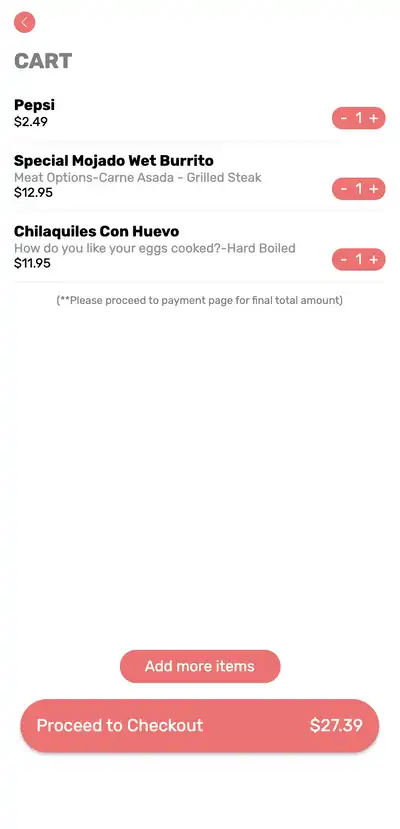 CART
Pepsi
$2.49
- 1 +
Special Mojado Wet Burrito
Meat Options-Carne Asada - Grilled Steak
$12.95
- 1 +
Chilaquiles Con Huevo
How do you like your eggs cooked?-Hard Boiled
$11.95
- 1 +
(**Please proceed to payment page for final total amount)
Add more items
Proceed to Checkout $27.39